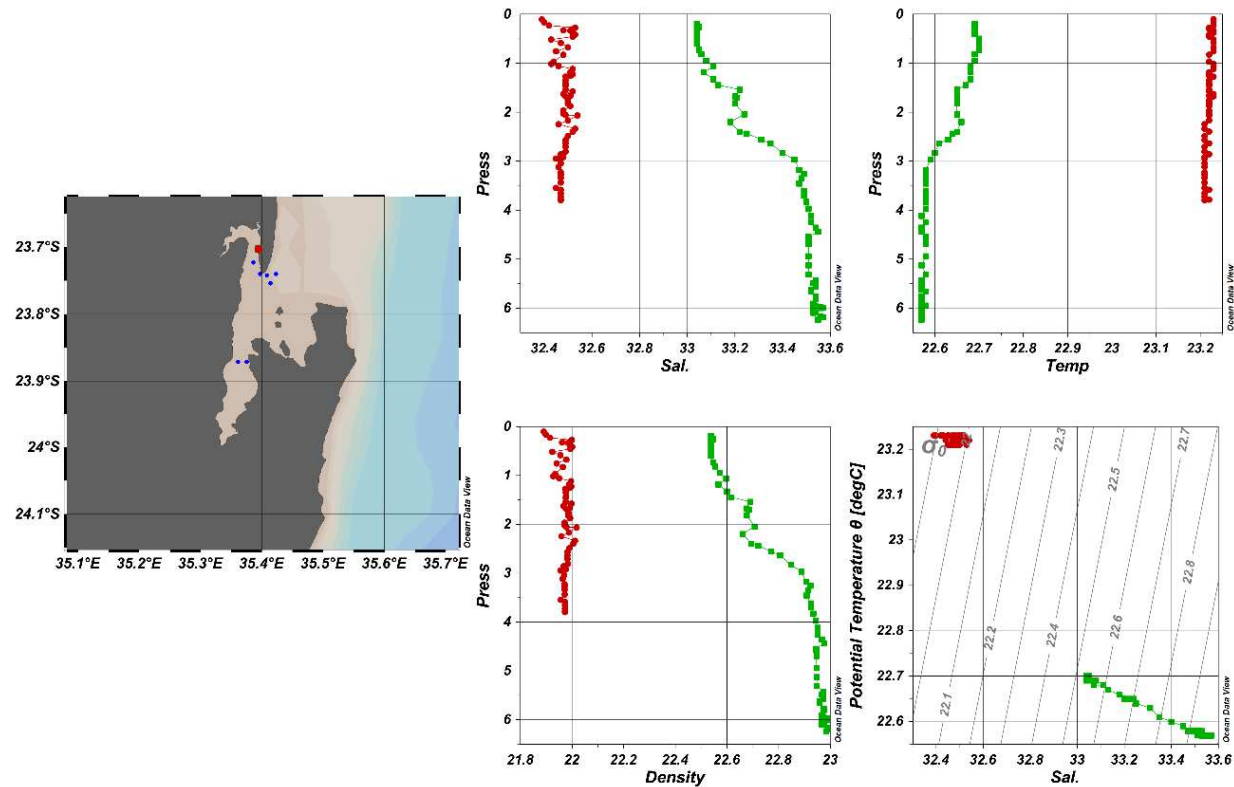 23.7°S
23.8°S
23.9°S
24°S
24.1°S
35.1°E 35.2°E 35.3°E 35.4°E 35.5°E 35.6°E 35.7°E
Ocean Data View
0
1
2
3
4
5
6
Press
32.4 32.6 32.8 33 33.2 33.4 33.6
Sal.
Ocean Data View
0
1
2
3
4
5
6
Press
22.6 22.7 22.8 22.9 23 23.1 23.2
Temp
Ocean Data View
0
1
2
3
4
5
6
Press
21.8 22 22.2 22.4 22.6 22.8 23
Density
Ocean Data View
23.2
23.1
23
22.9
22.8
22.7
22.6
Potential Temperature θ [degC]
σ0
22.3
22.7
22.5
22.8
22.2
22.4
22.6
22.1
32.4 32.6 32.8 33 33.2 33.4 33.6
Sal.
Ocean Data View